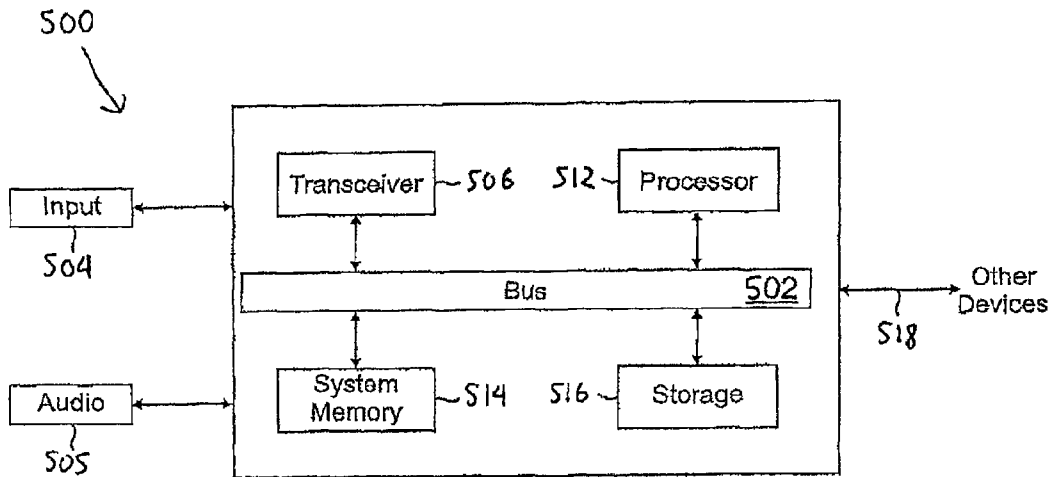 500
Transceiver 506 512 Processor
Input
504
Bus 502
Other
Devices
518
System
Memory
514 516 Storage
Audio
505